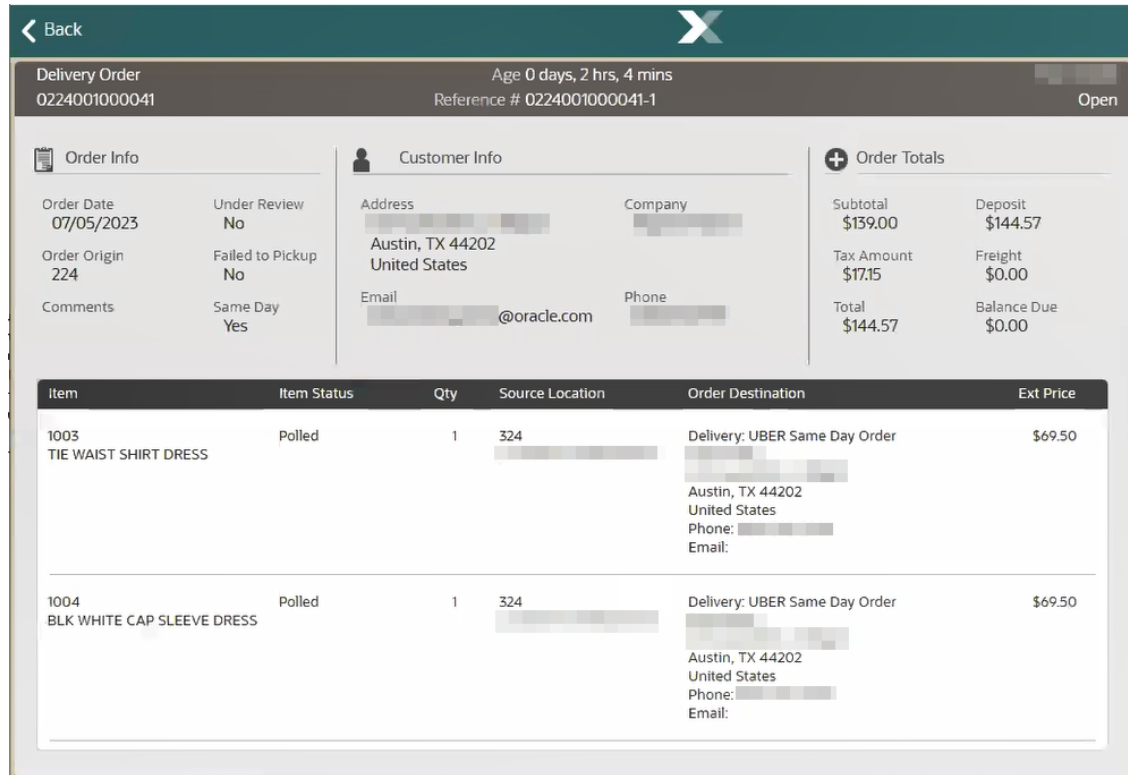 Back
Delivery Order
0224001000041
Age 0 days, 2 hrs, 4 mins
Reference # 0224001000041-1
Open
Order Info
Order Date
07/05/2023
Under Review
No
Order Origin
224
Failed to Pickup
No
Comments
Same Day
Yes
Customer Info
Address
Austin, TX 44202
United States
Company
Email
@oracle.com
Phone
Order Totals
Subtotal
$139.00
Deposit
$144.57
Tax Amount
$17.15
Freight
$0.00
Total
$144.57
Balance Due
$0.00
Item Item Status Qty Source Location Order Destination Ext Price
1003 Polled 1 324 Delivery: UBER Same Day Order $69.50
TIE WAIST SHIRT DRESS
Austin, TX 44202
United States
Phone:
Email:
1004 Polled 1 324 Delivery: UBER Same Day Order $69.50
BLK WHITE CAP SLEEVE DRESS
Austin, TX 44202
United States
Phone:
Email: